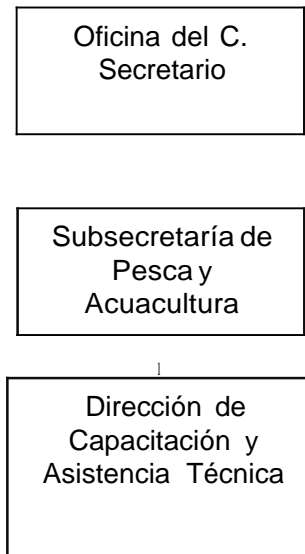 Oficina del C.
Secretario
Subsecretaría de
Pesca y
Acuacultura
Dirección de
Capacitación y
Asistencia Técnica